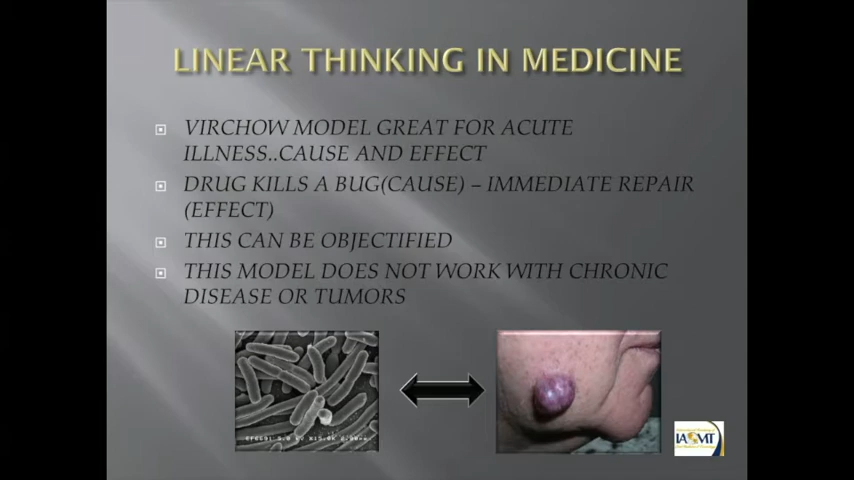 LINEAR THINKING IN MEDICINE
VIRCHOW MODEL GREAT FOR ACUTE
ILLNESS..CAUSE AND EFFECT
DRUG KILLS A BUG(CAUSE) – IMMEDIATE REPAIR
(EFFECT)
THIS CAN BE OBJECTIFIED
THIS MODEL DOES NOT WORK WITH CHRONIC
DISEASE OR TUMORS